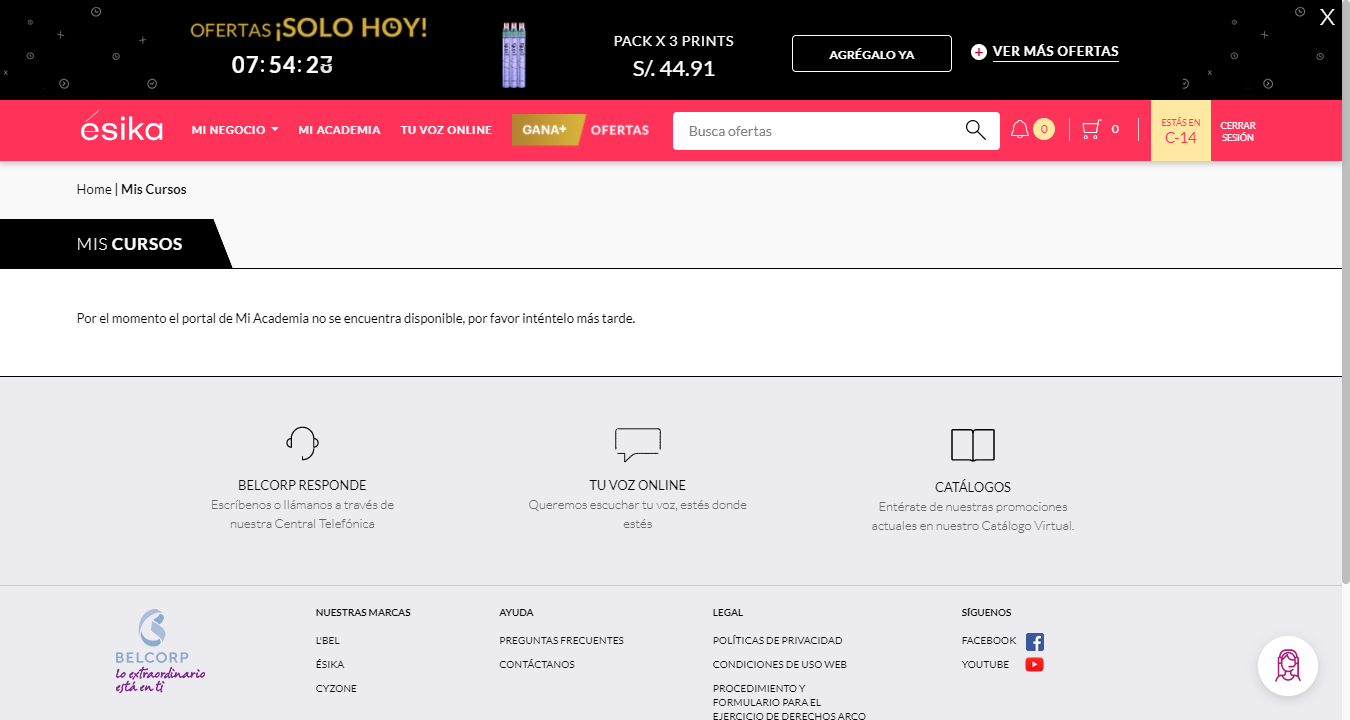 OFERTAS ¡SOLO HOY!
07:54:23
PACK X 3 PRINTS
S/. 44.91
AGRÉGALO YA
+ VER MÁS OFERTAS
X
ésika
MI NEGOCIO
MI ACADEMIA
TU VOZ ONLINE
GANA+ OFERTAS
Busca ofertas
0
0
ESTÁS EN
C-14
CERRAR
SESIÓN
Home | Mis Cursos
MIS CURSOS
Por el momento el portal de Mi Academia no se encuentra disponible, por favor inténtelo más tarde.
BELCORP RESPONDE
Escríbenos o llámanos a través de
nuestra Central Telefónica
TU VOZ ONLINE
Queremos escuchar tu voz, estés donde
estés
CATÁLOGOS
Entérate de nuestras promociones
actuales en nuestro Catálogo Virtual.
BELCORP
lo extraordinario
está en ti
NUESTRAS MARCAS
L'BEL
ÉSIKA
CYZONE
AYUDA
PREGUNTAS FRECUENTES
CONTÁCTANOS
LEGAL
POLÍTICAS DE PRIVACIDAD
CONDICIONES DE USO WEB
PROCEDIMIENTO Y
FORMULARIO PARA EL
EJERCICIO DE DERECHOS ARCO
SÍGUENOS
FACEBOOK
YOUTUBE